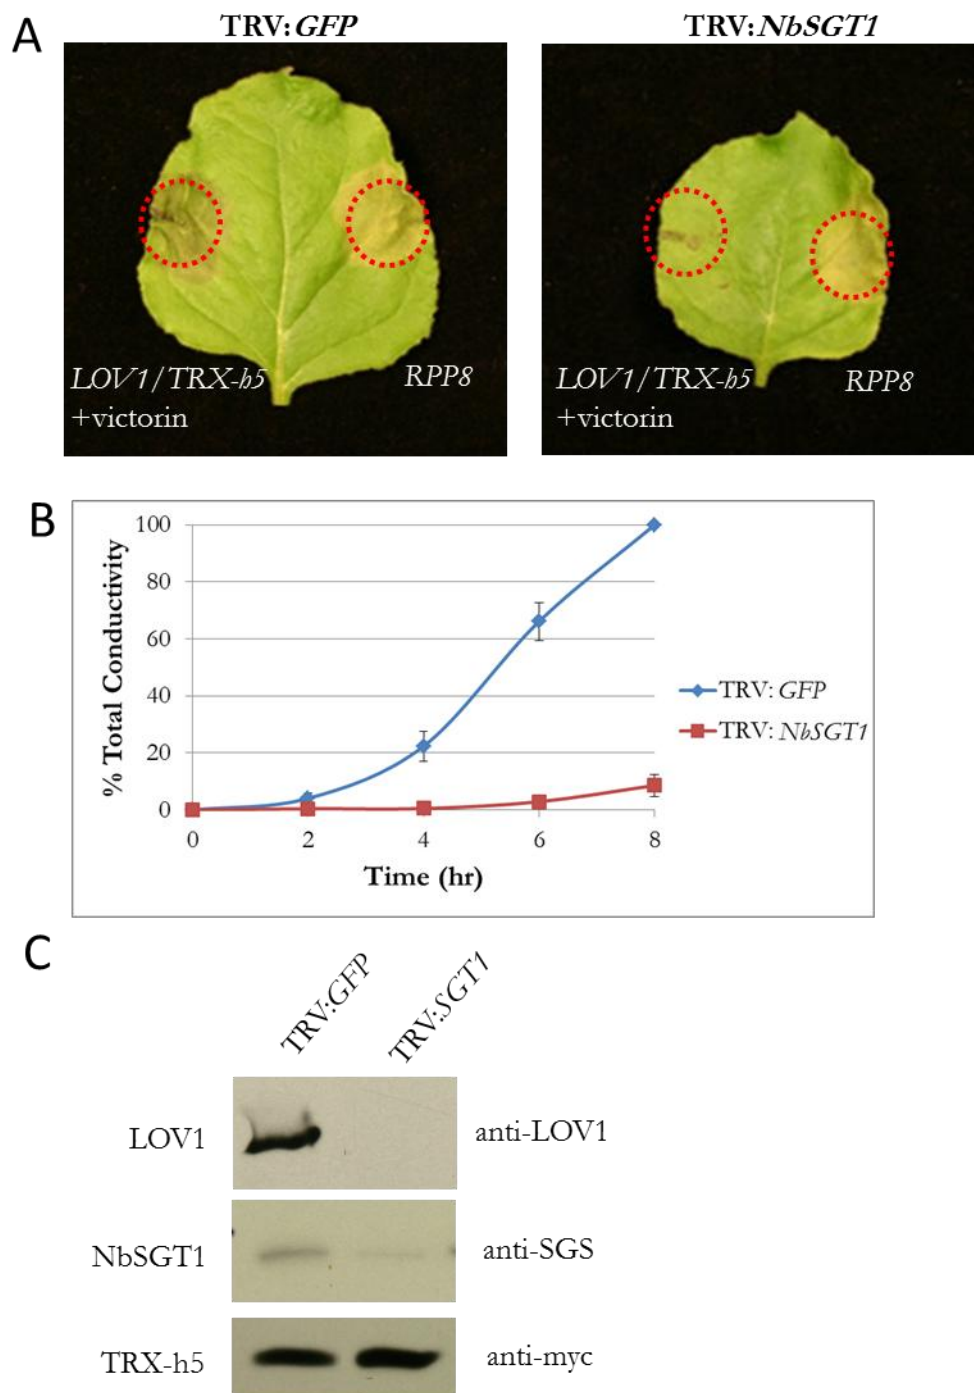 A
TRV:GFP
TRV:NbSGT1
LOV1/TRX-h5
+victorin
RPP8
LOV1/TRX-h5
+victorin
RPP8
B
% Total Conductivity
100
80
60
40
20
0
0 2 4 6 8
Time (hr)
TRV: GFP
TRV: NbSGT1
C
TRV:GFP
TRV:SGT1
LOV1 anti-LOV1
NbSGT1 anti-SGS
TRX-h5 anti-myc